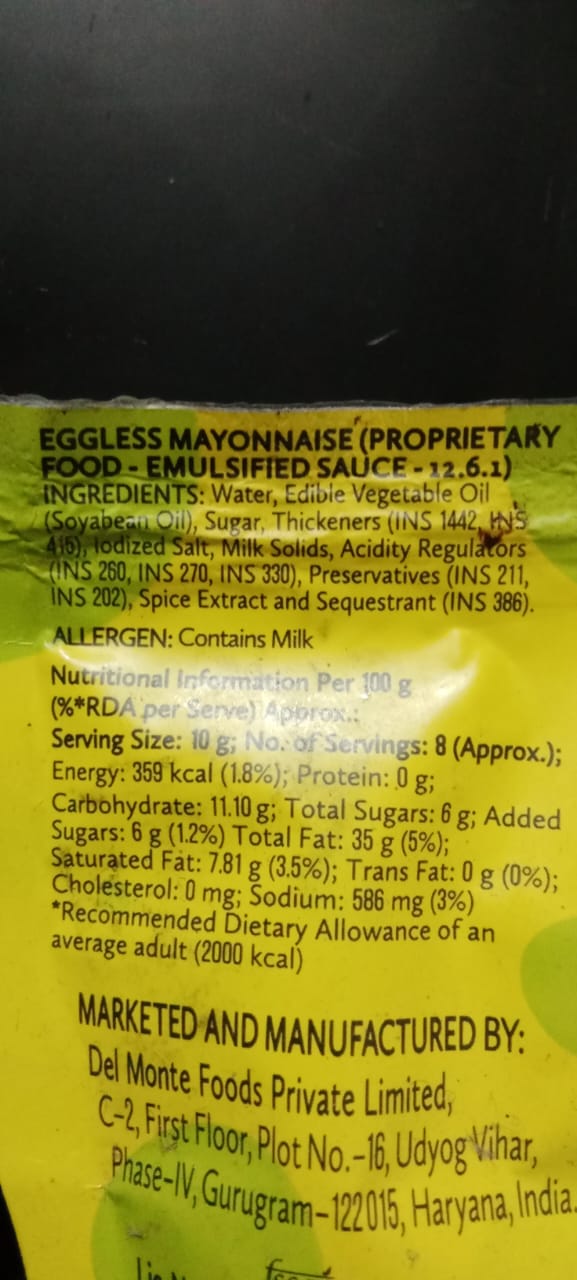 EGGLESS MAYONNAISE (PROPRIETARY
FOOD - EMULSIFIED SAUCE - 12.6.1)
INGREDIENTS: Water, Edible Vegetable Oil
(Soyabean Oil), Sugar, Thickeners (INS 1442, INS
415), Iodized Salt, Milk Solids, Acidity Regulators
(INS 260, INS 270, INS 330), Preservatives (INS 211,
INS 202), Spice Extract and Sequestrant (INS 386).
ALLERGEN: Contains Milk
Nutritional Information Per 100 g
(%*RDA per Serve) Approx.:
Serving Size: 10 g; No. of Servings: 8 (Approx.);
Energy: 359 kcal (1.8%); Protein: 0 g;
Carbohydrate: 11.10 g; Total Sugars: 6 g; Added
Sugars: 6 g (1.2%) Total Fat: 35 g (5%);
Saturated Fat: 7.81 g (3.5%); Trans Fat: 0 g (0%);
Cholesterol: 0 mg; Sodium: 586 mg (3%)
*Recommended Dietary Allowance of an
average adult (2000 kcal)
MARKETED AND MANUFACTURED BY:
Del Monte Foods Private Limited,
C-2, First Floor, Plot No.-16, Udyog Vihar,
Phase-IV, Gurugram-122015, Haryana, India.